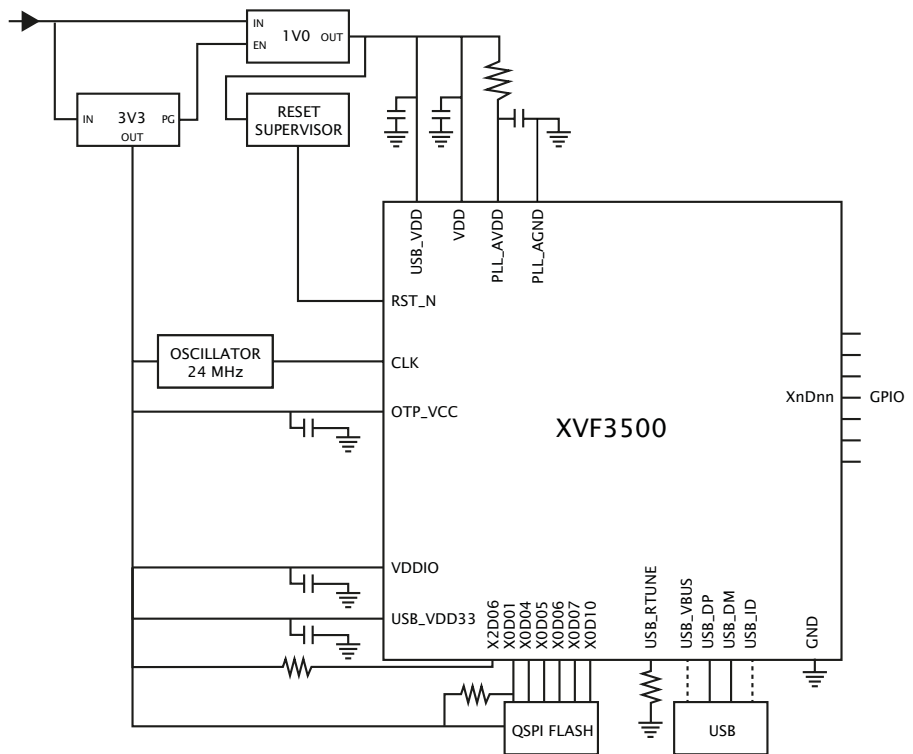 IN
1V0
OUT
EN
IN
3V3
PG
OUT
RESET
SUPERVISOR
USB_VDD
VDD
PLL_AVDD
PLL_AGND
RST_N
OSCILLATOR
24 MHz
CLK
OTP_VCC
XnDnn
GPIO
XVF3500
VDDIO
USB_VDD33
X2D06
X0D01
X0D04
X0D05
X0D06
X0D07
X0D10
USB_RTUNE
USB_VBUS
USB_DP
USB_DM
USB_ID
GND
QSPI FLASH
USB